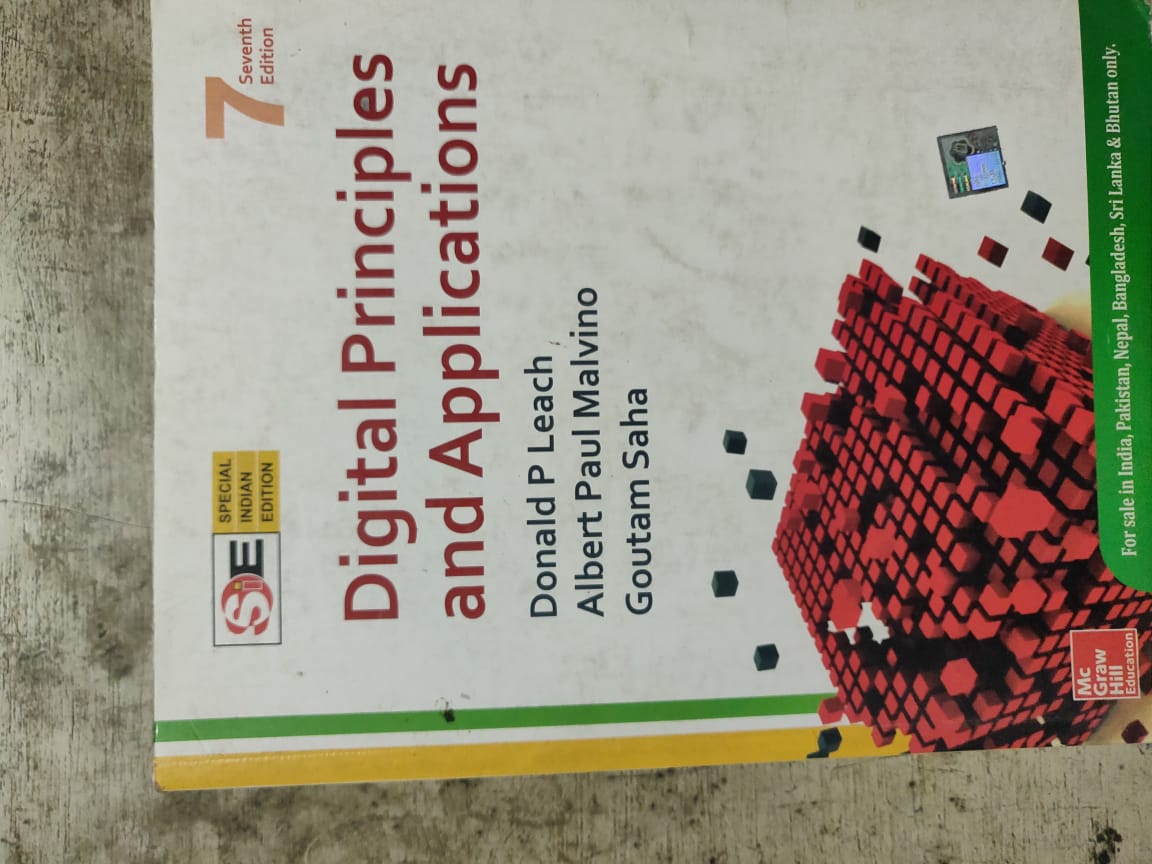 7
Seventh
Edition
SiE
SPECIAL
INDIAN
EDITION
Digital Principles
and Applications
Donald P Leach
Albert Paul Malvino
Goutam Saha
Mc
Graw
Hill
Education
For sale in India, Pakistan, Nepal, Bangladesh, Sri Lanka & Bhutan only.